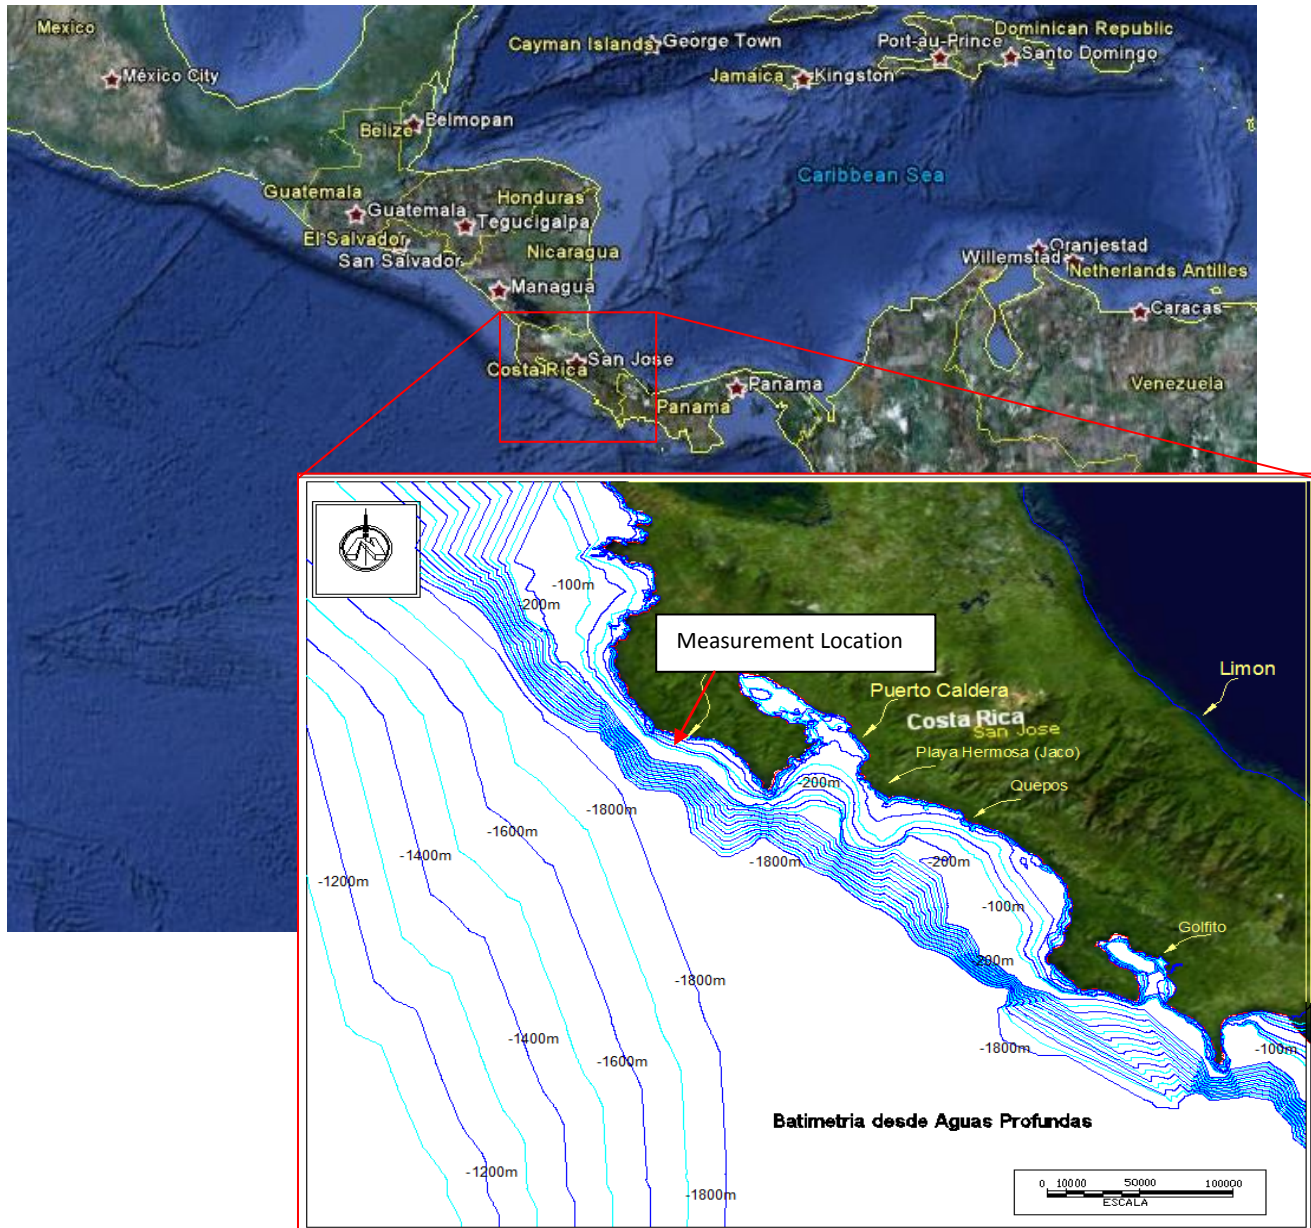 Mexico
México City
Cayman Islands
George Town
Dominican Republic
Port-au-Prince
Santo Domingo
Jamaica
Kingston
Belmopan
Belize
Caribbean Sea
Guatemala
Guatemala
Honduras
Tegucigalpa
El Salvador
San Salvador
Nicaragua
Oranjestad
Willemstad
Netherlands Antilles
Managua
Caracas
San Jose
Costa Rica
Panama
Panama
Venezuela
-100m
-200m
Measurement Location
Limon
Puerto Caldera
Costa Rica
San Jose
Playa Hermosa (Jaco)
-200m
Quepos
-1800m
-1600m
-1400m
-1800m
-200m
-1200m
-100m
Golfito
-200m
-1800m
-1400m
-1600m
-1800m
-100m
Batimetria desde Aguas Profundas
-1200m
-1800m
0 10000 50000 100000
ESCALA